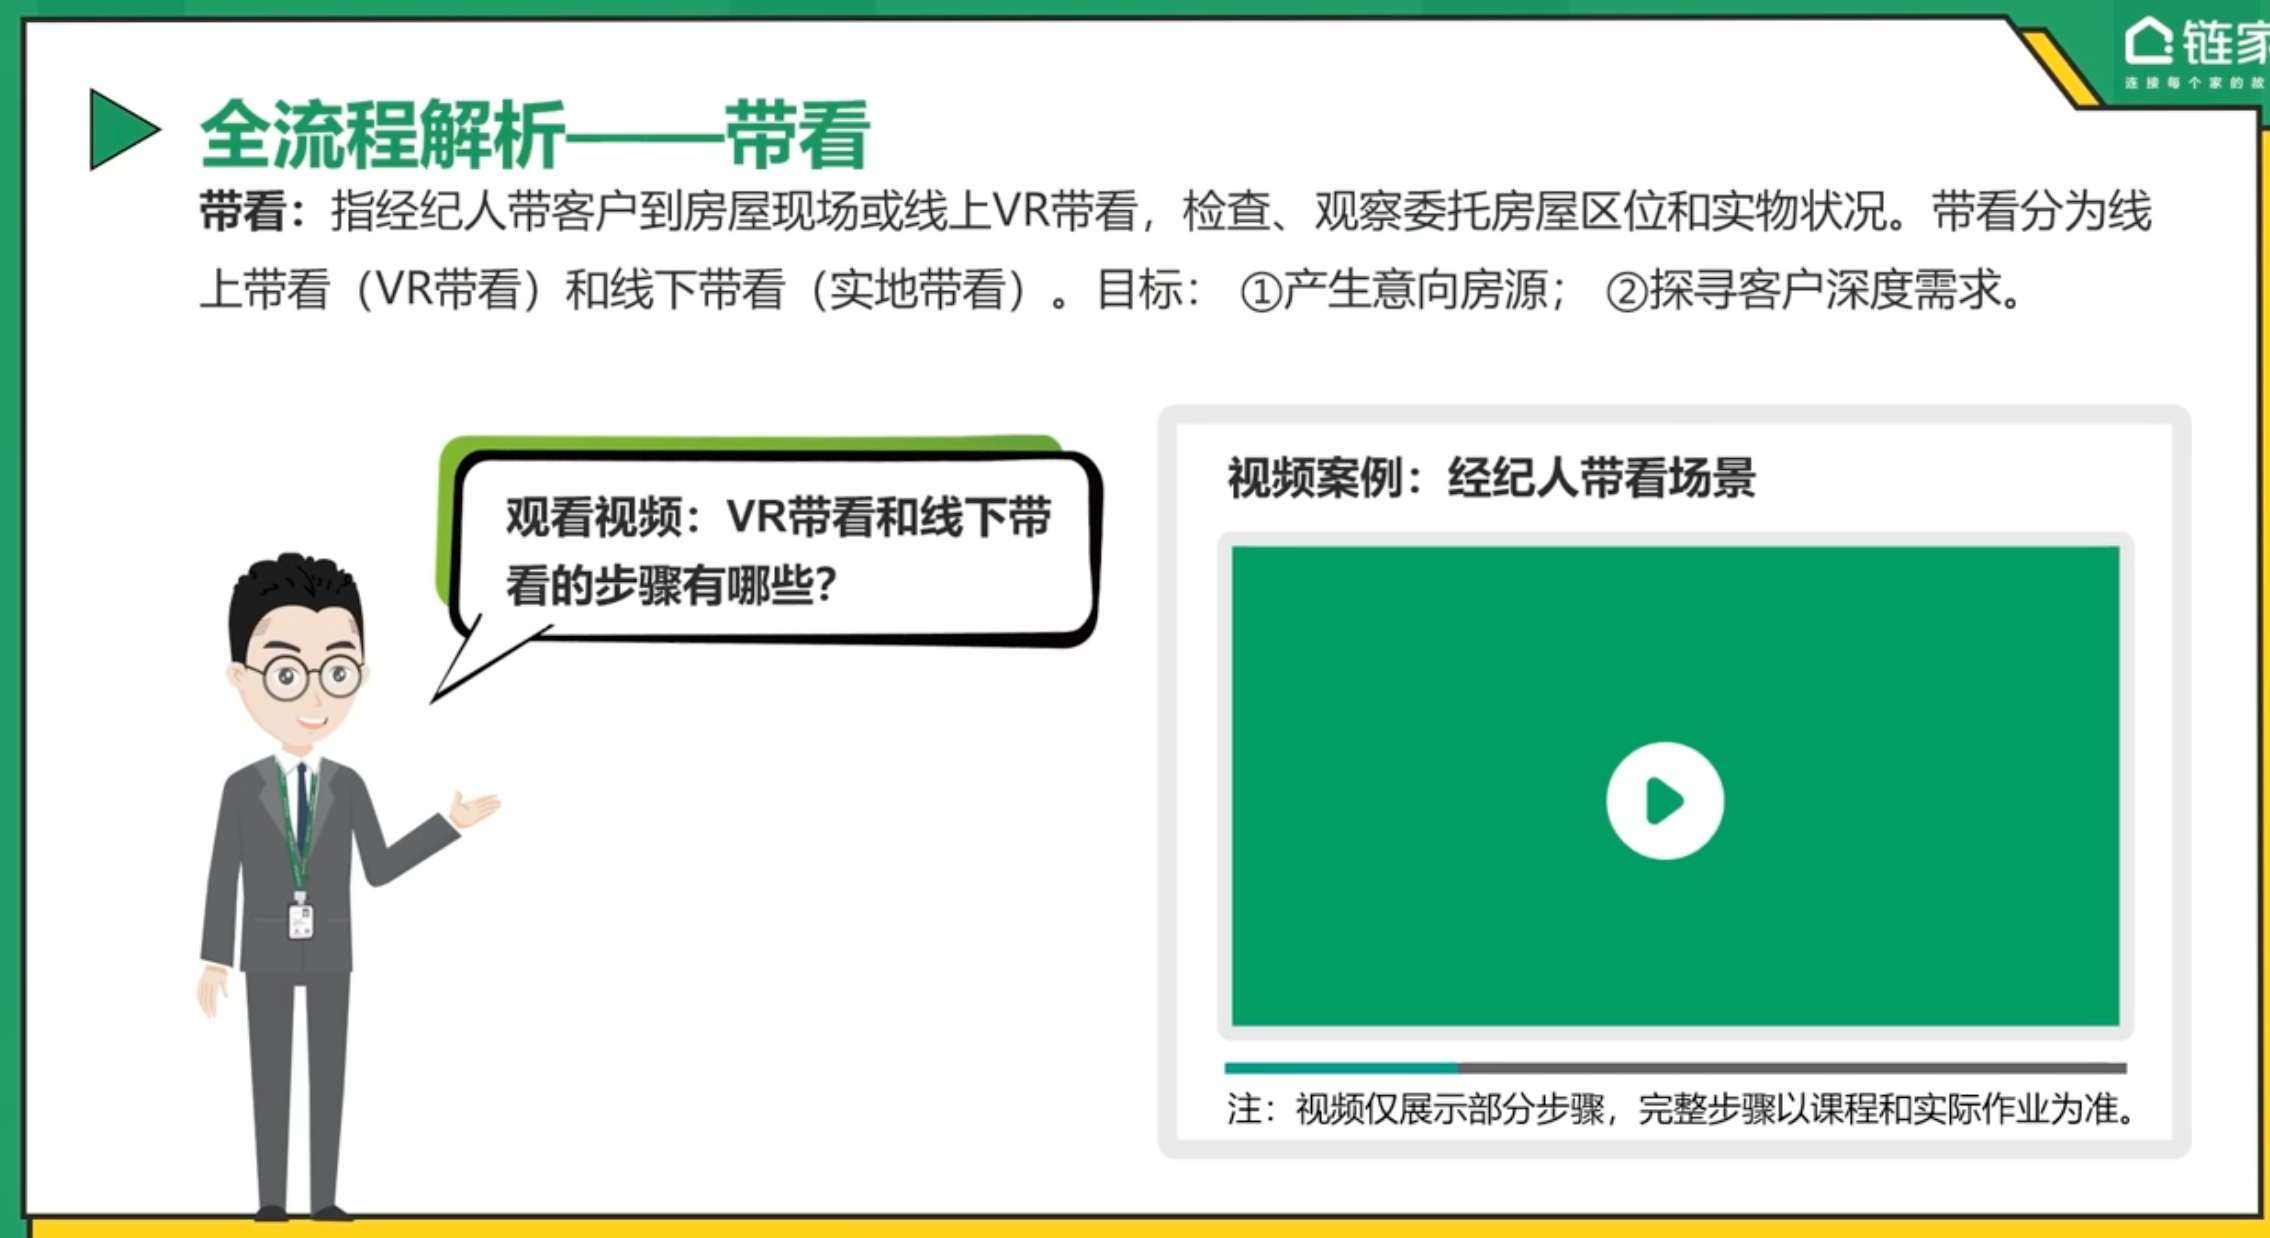 链家
连接每个家的故
全流程解析——带看
带看：指经纪人带客户到房屋现场或线上VR带看，检查、观察委托房屋区位和实物状况。带看分为线
上带看（VR带看）和线下带看（实地带看）。目标：①产生意向房源；②探寻客户深度需求。
观看视频：VR带看和线下带
看的步骤有哪些？
视频案例：经纪人带看场景
注：视频仅展示部分步骤，完整步骤以课程和实际作业为准。